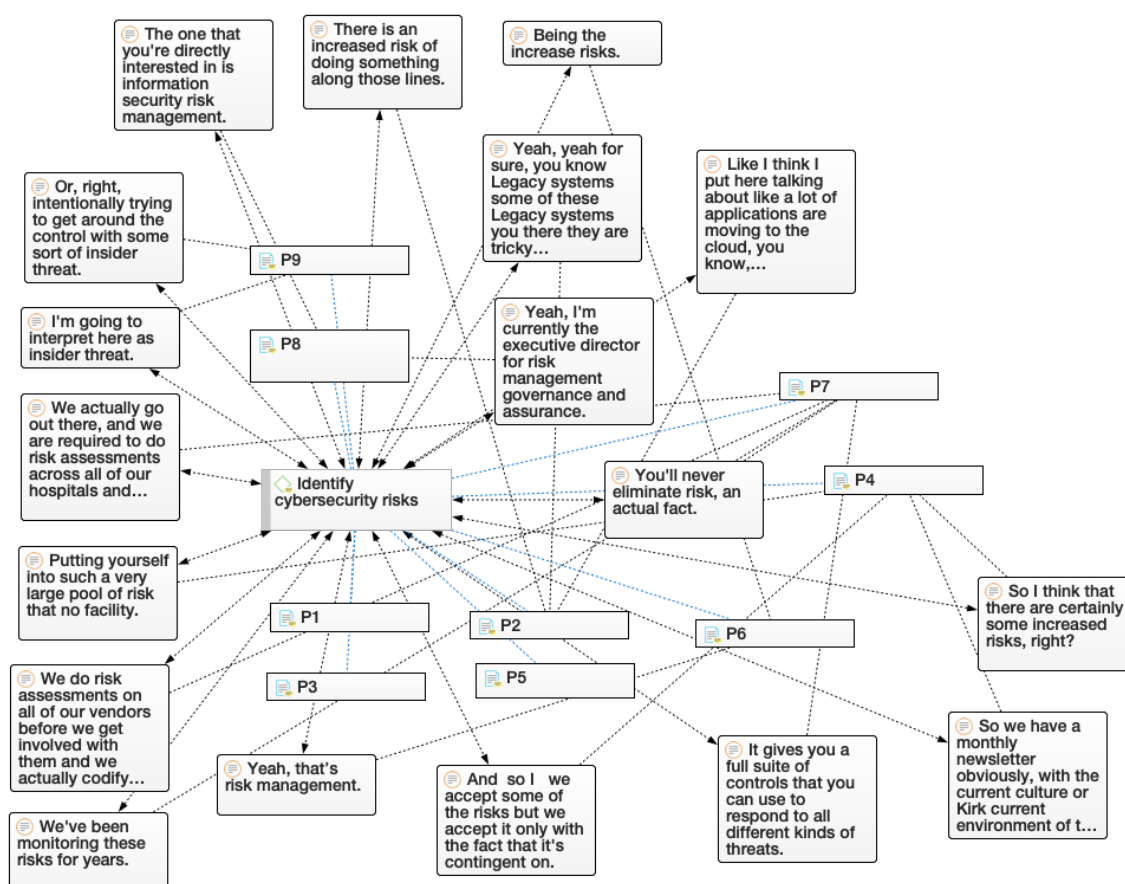 The one that
you're directly
interested in is
information
security risk
management.
There is an
increased risk of
doing something
along those lines.
Being the
increase risks.
Yeah, yeah for
sure, you know
Legacy systems
some of these
Legacy systems
you there they are
tricky...
Like I think I
put here talking
about like a lot of
applications are
moving to the
cloud, you
know,...
Or, right,
intentionally trying
to get around the
control with some
sort of insider
threat.
P9
I'm going to
interpret here as
insider threat.
P8
Yeah, I'm
currently the
executive director
for risk
management
governance and
assurance.
P7
We actually go
out there, and we
are required to do
risk assessments
across all of our
hospitals and...
Identify
cybersecurity risks
You'll never
eliminate risk, an
actual fact.
P4
Putting yourself
into such a very
large pool of risk
that no facility.
So I think that
there are certainly
some increased
risks, right?
P1
P2
P6
P3
P5
We do risk
assessments on
all of our vendors
before we get
involved with
them and we
actually codify...
Yeah, that's
risk management.
And so I we
accept some of
the risks but we
accept it only with
the fact that it's
contingent on.
It gives you a
full suite of
controls that you
can use to
respond to all
different kinds of
threats.
So we have a
monthly
newsletter
obviously, with the
current culture or
Kirk current
environment of t...
We've been
monitoring these
risks for years.